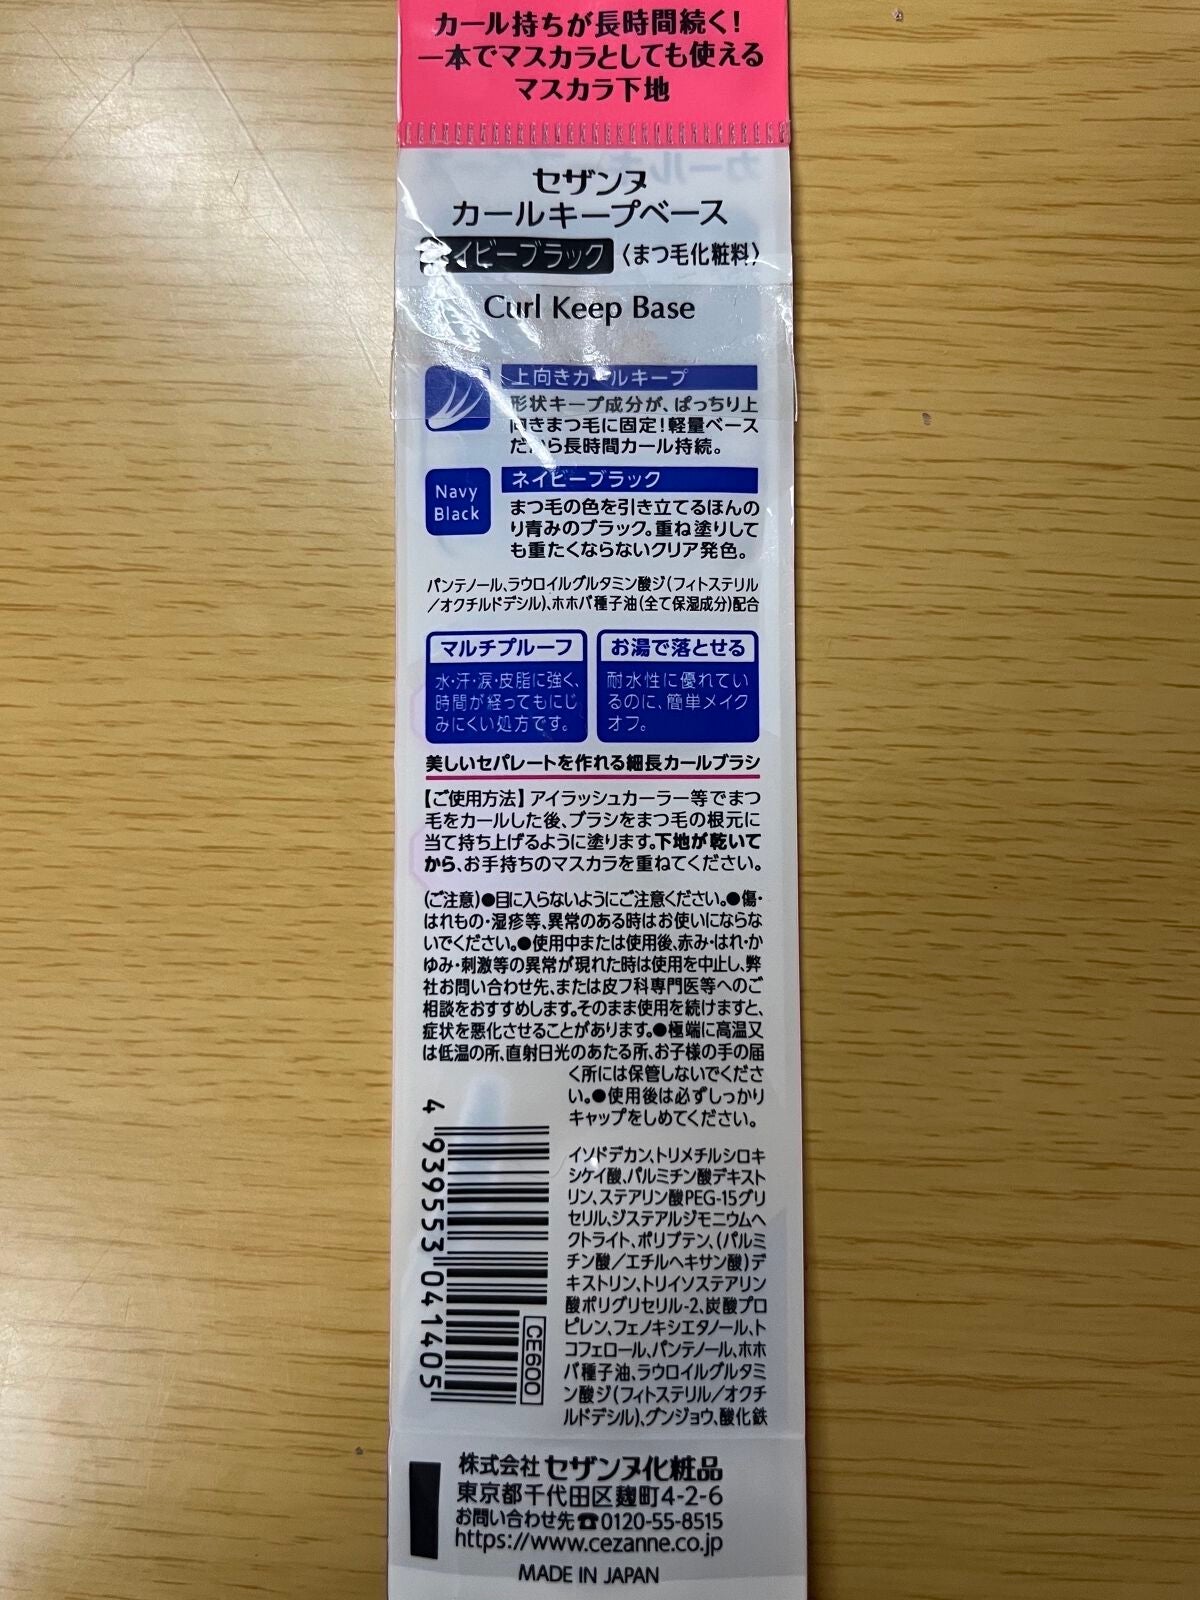 カール持ちが長時間続く!
一本でマスカラとしても使える
マスカラ下地
セザンヌ
カールキープベース
ネイビーブラック〈まつ毛化粧料〉
Curl Keep Base
上向きカールキープ
形状キープ成分が、ぱっちり上
向きまつ毛に固定!軽量ベース
だから長時間カール持続。
Navy
Black
ネイビーブラック
まつ毛の色を引き立てるほんの
り青みのブラック。重ね塗りして
も重たくならないクリア発色。
パンテノール、ラウロイルグルタミン酸ジ(フィトステリル
/オクチルドデシル)、ホホバ種子油(全て保湿成分)配合
マルチプルーフ
水・汗・涙・皮脂に強く、
時間が経ってもにじ
みにくい処方です。
お湯で落とせる
耐水性に優れてい
るのに、簡単メイク
オフ。
美しいセパレートを作れる細長カールブラシ
【ご使用方法】アイラッシュカーラー等でまつ
毛をカールした後、ブラシをまつ毛の根元に
当て持ち上げるように塗ります。下地が乾いて
から、お手持ちのマスカラを重ねてください。
(ご注意)●目に入らないようにご注意ください。●傷・
はれもの・湿疹等、異常のある時はお使いにならな
いでください。●使用中または使用後、赤み・はれ・か
ゆみ・刺激等の異常が現れた時は使用を中止し、弊
社お問い合わせ先、または皮フ科専門医等へのご
相談をおすすめします。そのまま使用を続けますと、
症状を悪化させることがあります。●極端に高温又
は低温の所、直射日光のあたる所、お子様の手の届
く所には保管しないでくださ
い。●使用後は必ずしっかり
キャップをしめてください。
イソドデカン、トリメチルシロキ
シケイ酸、パルミチン酸デキスト
リン、ステアリン酸PEG-15グリ
セリル、ジステアルジモニウムヘ
クトライト、ポリブテン、(パルミ
チン酸/エチルヘキサン酸)デ
キストリン、トリイソステアリン
酸ポリグリセリル-2、炭酸プロ
ピレン、フェノキシエタノール、ト
コフェロール、パンテノール、ホホ
バ種子油、ラウロイルグルタミ
ン酸ジ(フィトステリル/オクチ
ルドデシル)、グンジョウ、酸化鉄
4 939553 041405
CE600
株式会社セザンヌ化粧品
東京都千代田区麹町4-2-6
お問い合わせ先☎0120-55-8515
https://www.cezanne.co.jp
MADE IN JAPAN